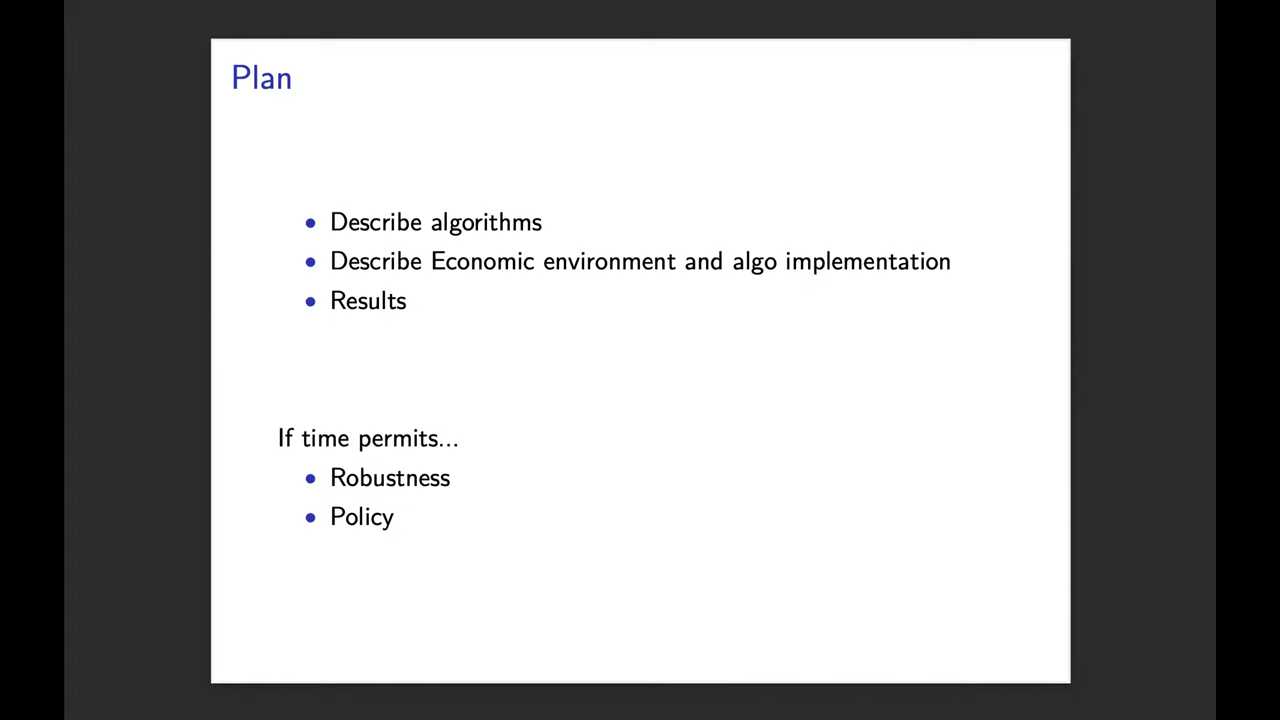 Plan
• Describe algorithms
• Describe Economic environment and algo implementation
• Results
If time permits...
• Robustness
• Policy